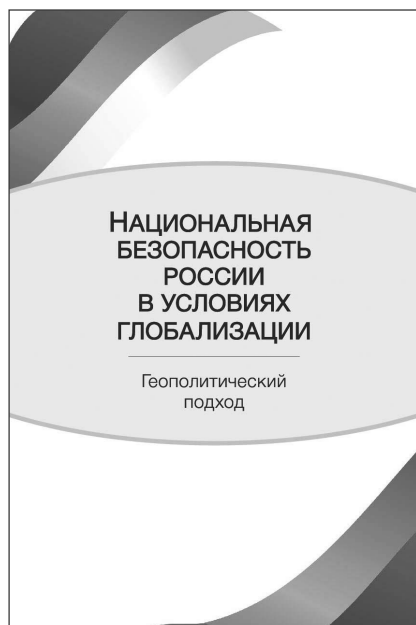 НАЦИОНАЛЬНАЯ
БЕЗОПАСНОСТЬ
РОССИИ
В УСЛОВИЯХ
ГЛОБАЛИЗАЦИИ
Геополитический
подход